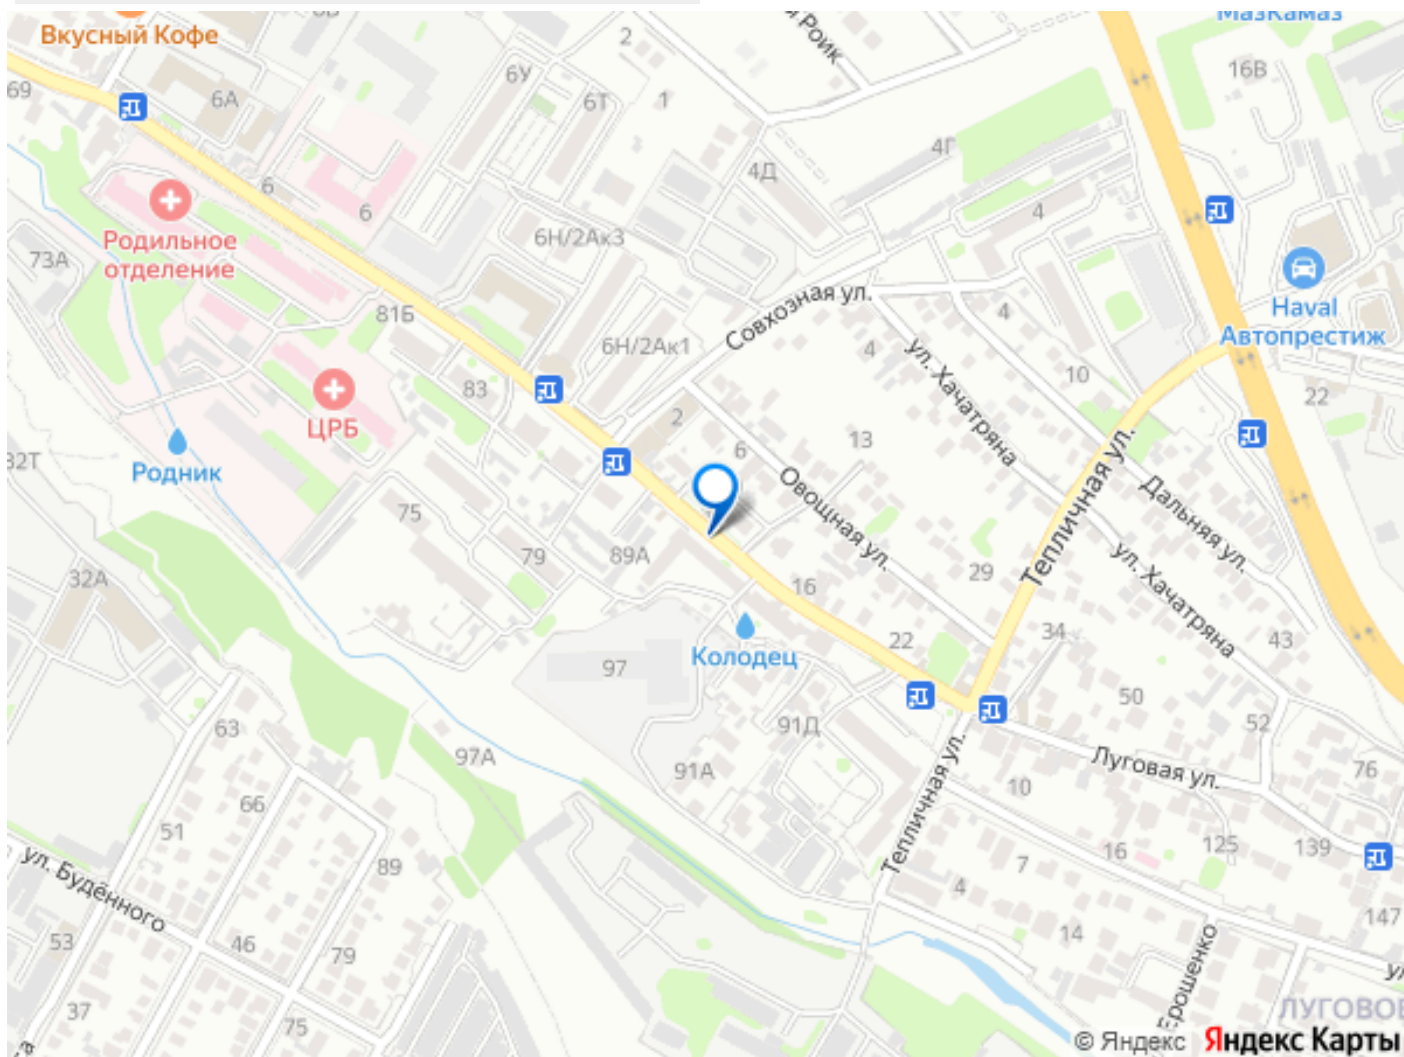 МазКамаз
Вкусный Кофе
Роик
2
16В
69
6А
6У
6Т
1
4Г
4Д
6
6
4
Родильное
отделение
73А
6Н/2Ак3
81Б
Совхозная ул.
4
Haval
Автопрестиж
6Н/2Ак1
4
ул. Хачатряна
10
83
22
ЦРБ
2
6
13
Тепличная ул.
32Т
Родник
Овощная ул.
Дальняя ул.
75
79
89А
29
ул. Хачатряна
32А
16
34
43
97
Колодец
22
50
63
91Д
52
97А
91А
Тепличная ул.
Луговая ул.
76
10
66
51
125
139
16
89
7
4
ул. Будённого
147
53
46
79
14
Ерошенко
37
75
ЛУГОВОЕ
© Яндекс Яндекс Карты